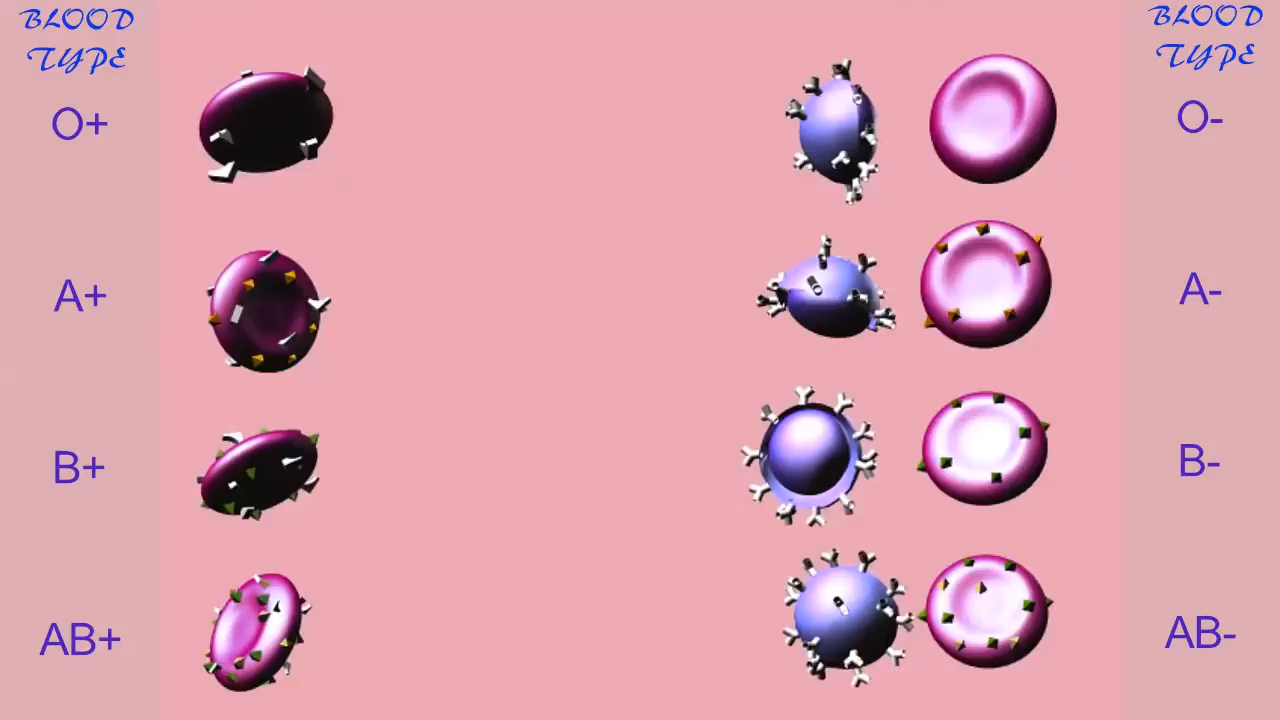 BLOOD
TYPE
O+
A+
B+
AB+
BLOOD
TYPE
O-
A-
B-
AB-